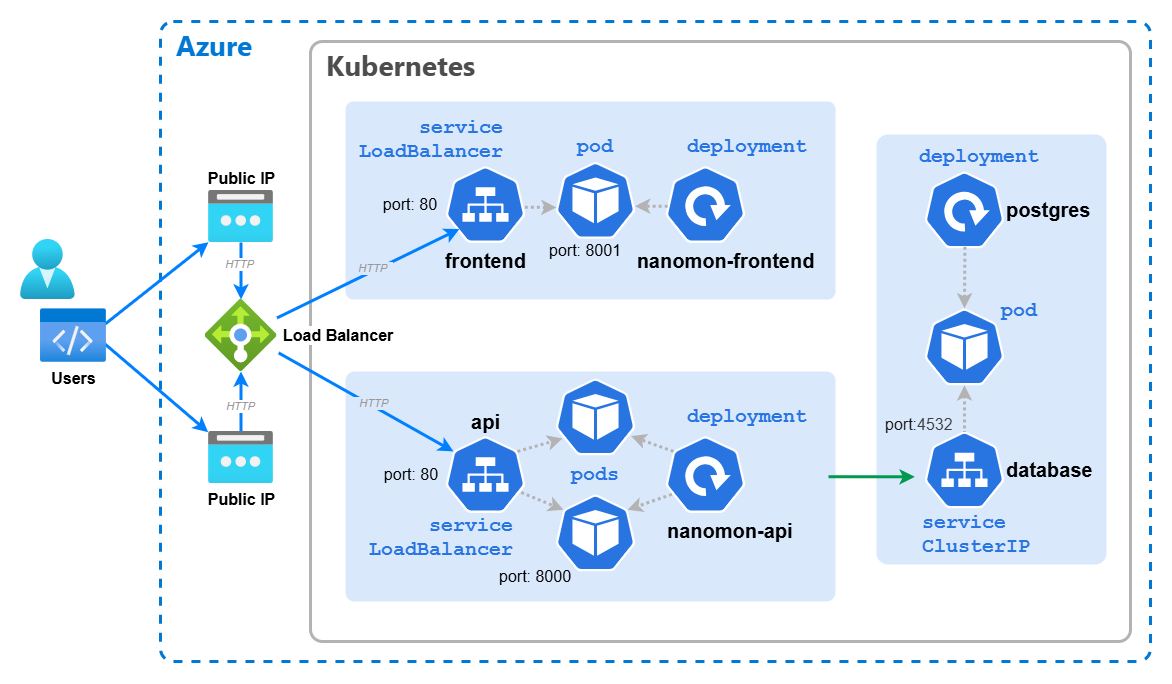 Azure
Kubernetes
service
LoadBalancer
pod
deployment
port: 80
port: 8001
frontend
nanomon-frontend
deployment
postgres
pod
port:4532
database
service
ClusterIP
Public IP
HTTP
HTTP
Load Balancer
Users
HTTP
HTTP
Public IP
api
deployment
port: 80
pods
service
LoadBalancer
nanomon-api
port: 8000